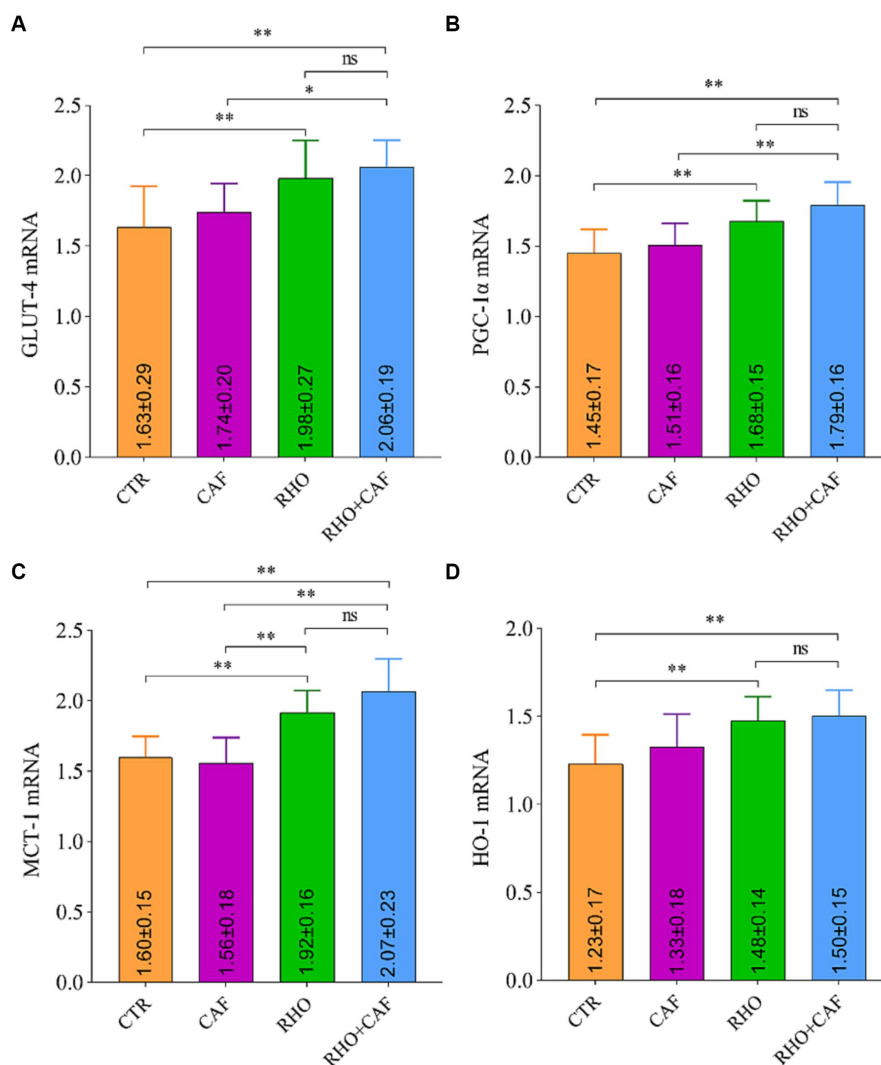 A
**
ns
*
**
2.5
2.0
1.5
1.0
0.5
0.0
GLUT-4 mRNA
1.63±0.29
1.74±0.20
1.98±0.27
2.06±0.19
CTR
CAF
RHO
RHO+CAF
B
**
ns
**
**
2.5
2.0
1.5
1.0
0.5
0.0
PGC-1α mRNA
1.45±0.17
1.51±0.16
1.68±0.15
1.79±0.16
CTR
CAF
RHO
RHO+CAF
C
**
**
ns
**
**
2.5
2.0
1.5
1.0
0.5
0.0
MCT-1 mRNA
1.60±0.15
1.56±0.18
1.92±0.16
2.07±0.23
CTR
CAF
RHO
RHO+CAF
D
**
ns
**
2.0
1.5
1.0
0.5
0.0
HO-1 mRNA
1.23±0.17
1.33±0.18
1.48±0.14
1.50±0.15
CTR
CAF
RHO
RHO+CAF